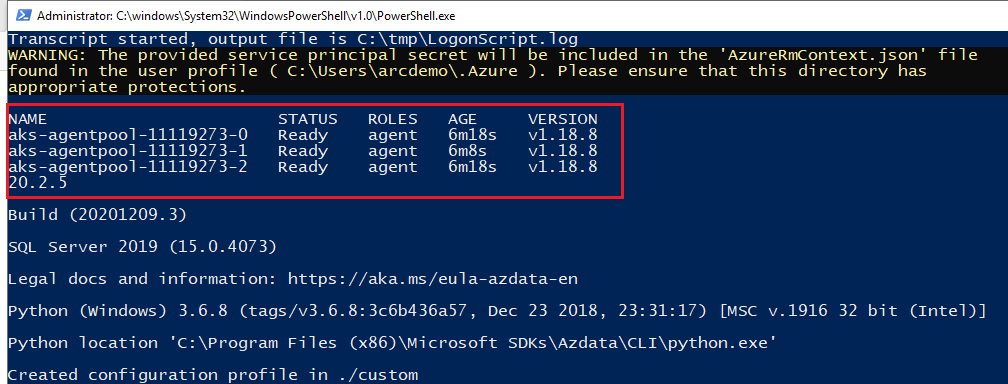 Administrator: C:\windows\System32\WindowsPowerShell\v1.0\PowerShell.exe
Transcript started, output file is C:\tmp\LogonScript.log
WARNING: The provided service principal secret will be included in the 'AzureRmContext.json' file
found in the user profile ( C:\Users\arcdemo\.Azure ). Please ensure that this directory has
appropriate protections.
NAME STATUS ROLES AGE VERSION
aks-agentpool-11119273-0 Ready agent 6m18s v1.18.8
aks-agentpool-11119273-1 Ready agent 6m8s v1.18.8
aks-agentpool-11119273-2 Ready agent 6m18s v1.18.8
20.2.5
Build (20201209.3)
SQL Server 2019 (15.0.4073)
Legal docs and information: https://aka.ms/eula-azdata-en
Python (Windows) 3.6.8 (tags/v3.6.8:3c6b436a57, Dec 23 2018, 23:31:17) [MSC v.1916 32 bit (Intel)]
Python location 'C:\Program Files (x86)\Microsoft SDKs\Azdata\CLI\python.exe'
Created configuration profile in ./custom